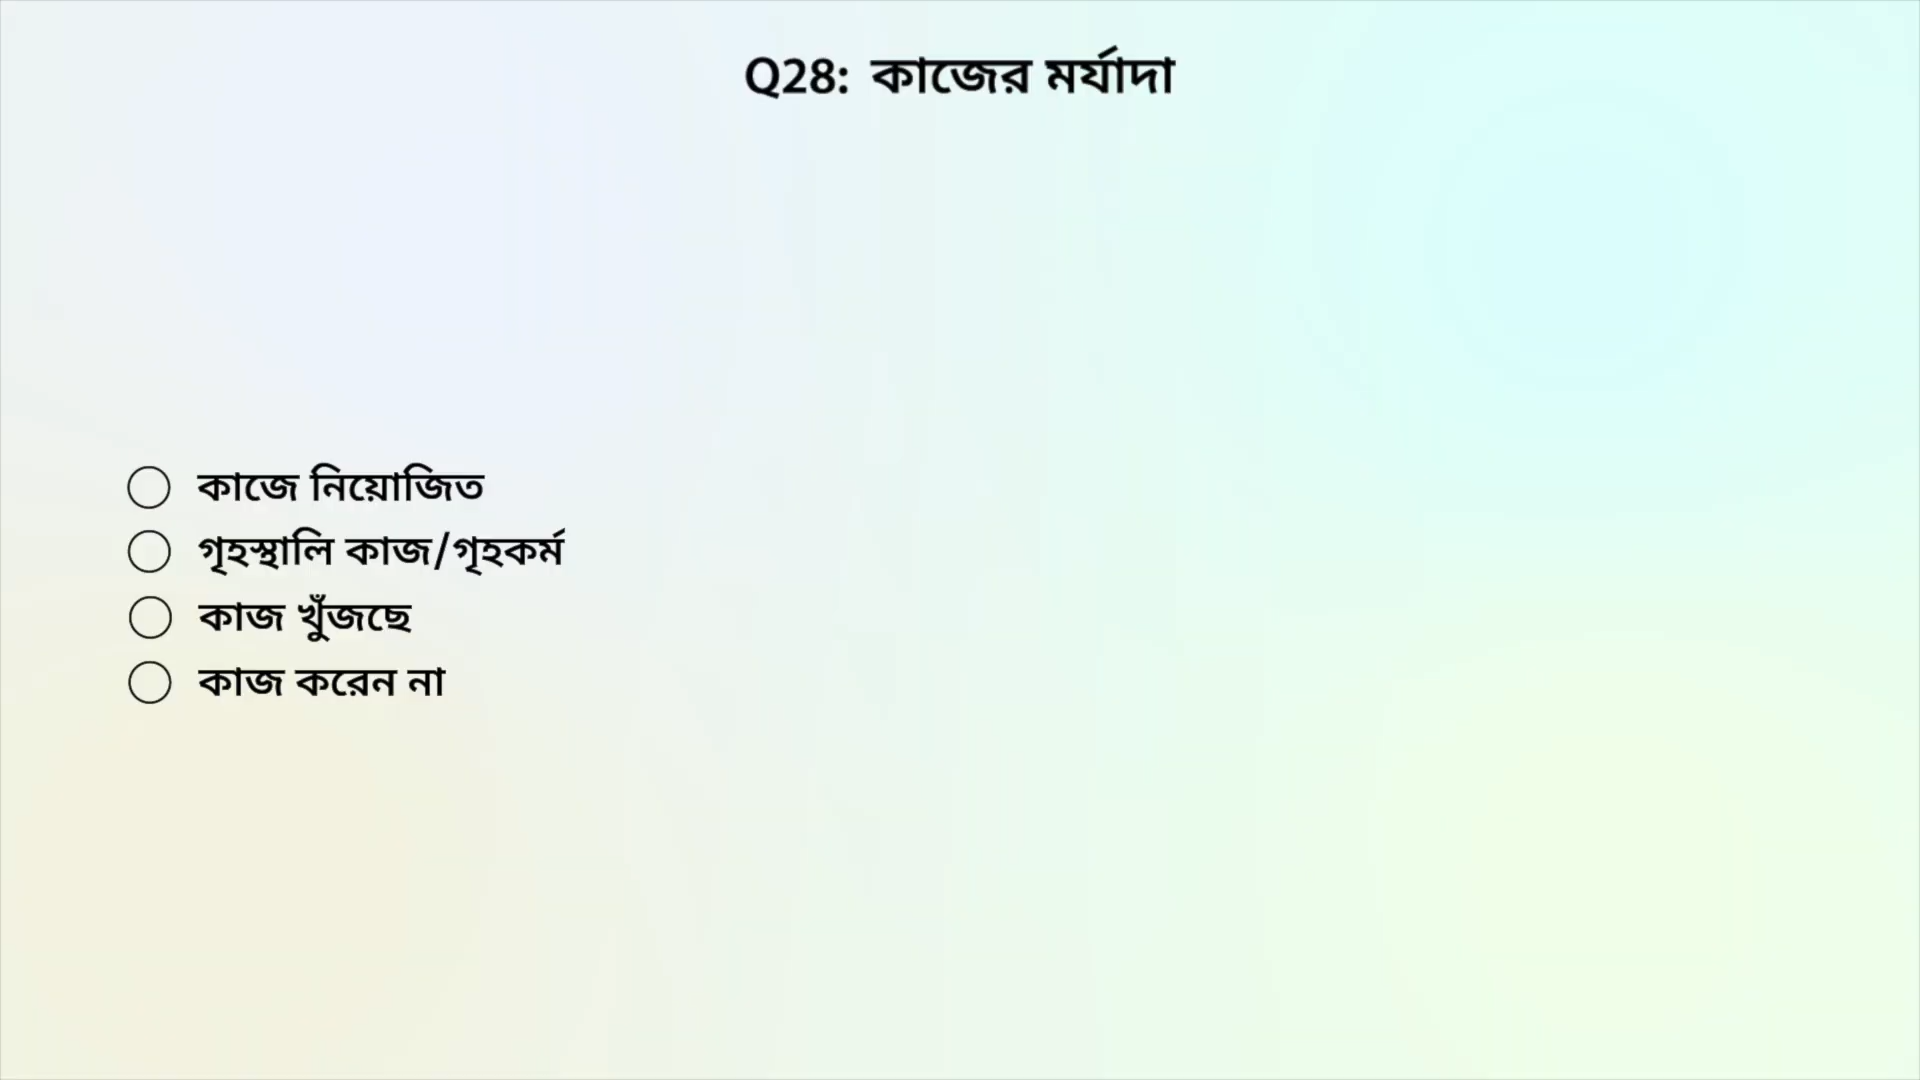 Q28: কাজের মর্যাদা
কাজে নিয়োজিত
গৃহস্থালি কাজ/গৃহকর্ম
কাজ খুঁজছে
কাজ করেন না